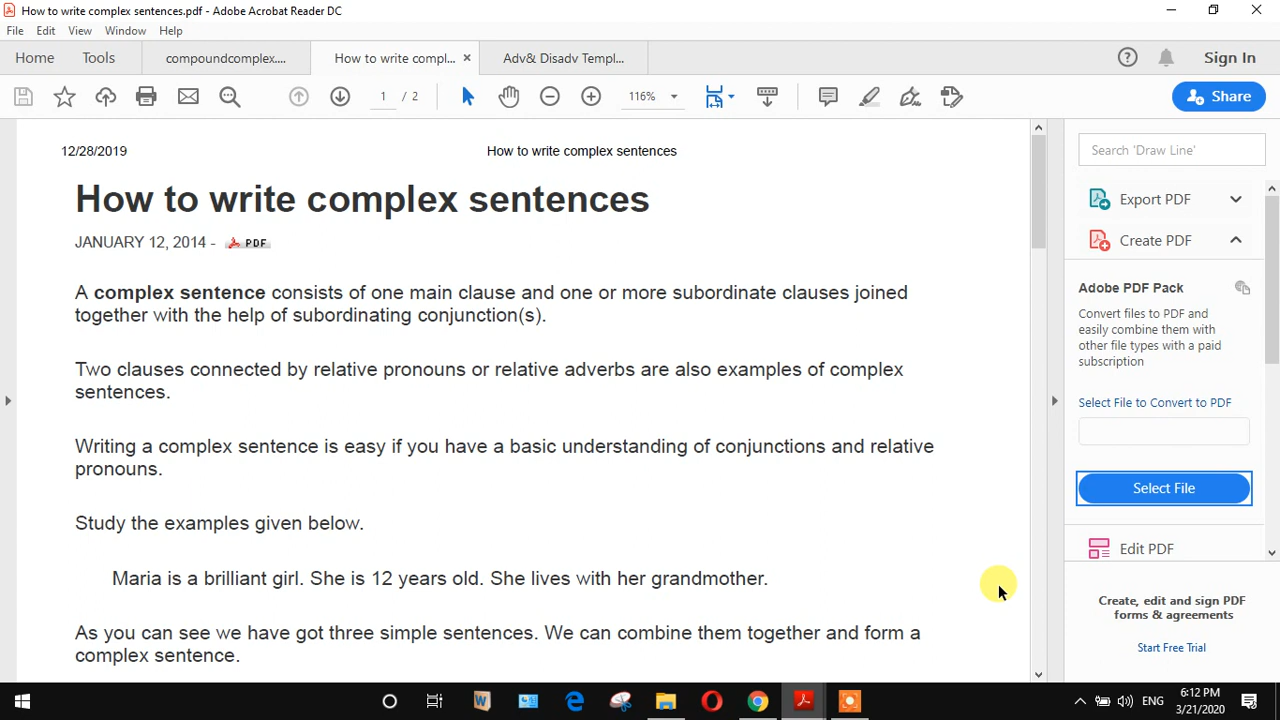 How to write complex sentences.pdf - Adobe Acrobat Reader DC
File Edit View Window Help
Home Tools compoundcomplex.... How to write compl... × Adv& Disadv Templ... Sign In
1 / 2 116% Share
12/28/2019 How to write complex sentences
How to write complex sentences
JANUARY 12, 2014 - PDF
A complex sentence consists of one main clause and one or more subordinate clauses joined
together with the help of subordinating conjunction(s).
Two clauses connected by relative pronouns or relative adverbs are also examples of complex
sentences.
Writing a complex sentence is easy if you have a basic understanding of conjunctions and relative
pronouns.
Study the examples given below.
Maria is a brilliant girl. She is 12 years old. She lives with her grandmother.
As you can see we have got three simple sentences. We can combine them together and form a
complex sentence.
Search 'Draw Line'
Export PDF
Create PDF
Adobe PDF Pack
Convert files to PDF and
easily combine them with
other file types with a paid
subscription
Select File to Convert to PDF
Select File
Edit PDF
Create, edit and sign PDF
forms & agreements
Start Free Trial
ENG
6:12 PM
3/21/2020